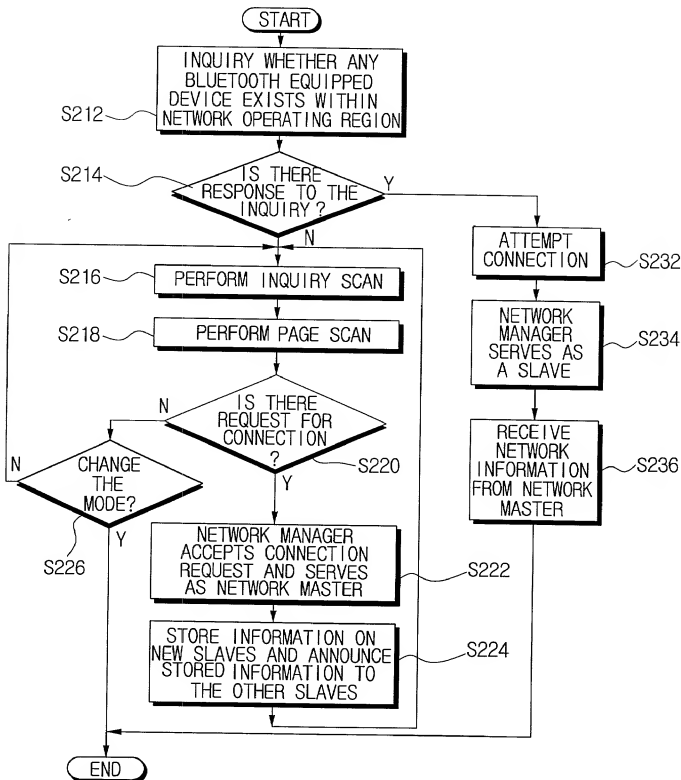 START
INQUIRY WHETHER ANY
BLUETOOTH EQUIPPED
DEVICE EXISTS WITHIN
NETWORK OPERATING REGION
S212
S214
IS THERE
RESPONSE TO THE
INQUIRY?
Y
N
ATTEMPT
CONNECTION
S232
S216
PERFORM INQUIRY SCAN
S218
PERFORM PAGE SCAN
NETWORK
MANAGER
SERVES AS
A SLAVE
S234
IS THERE
REQUEST FOR
CONNECTION
?
N
S220
Y
RECEIVE
NETWORK
INFORMATION
FROM NETWORK
MASTER
S236
N
CHANGE
THE
MODE?
Y
S226
NETWORK MANAGER
ACCEPTS CONNECTION
REQUEST AND SERVES
AS NETWORK MASTER
S222
STORE INFORMATION ON
NEW SLAVES AND ANNOUNCE
STORED INFORMATION TO
THE OTHER SLAVES
S224
END